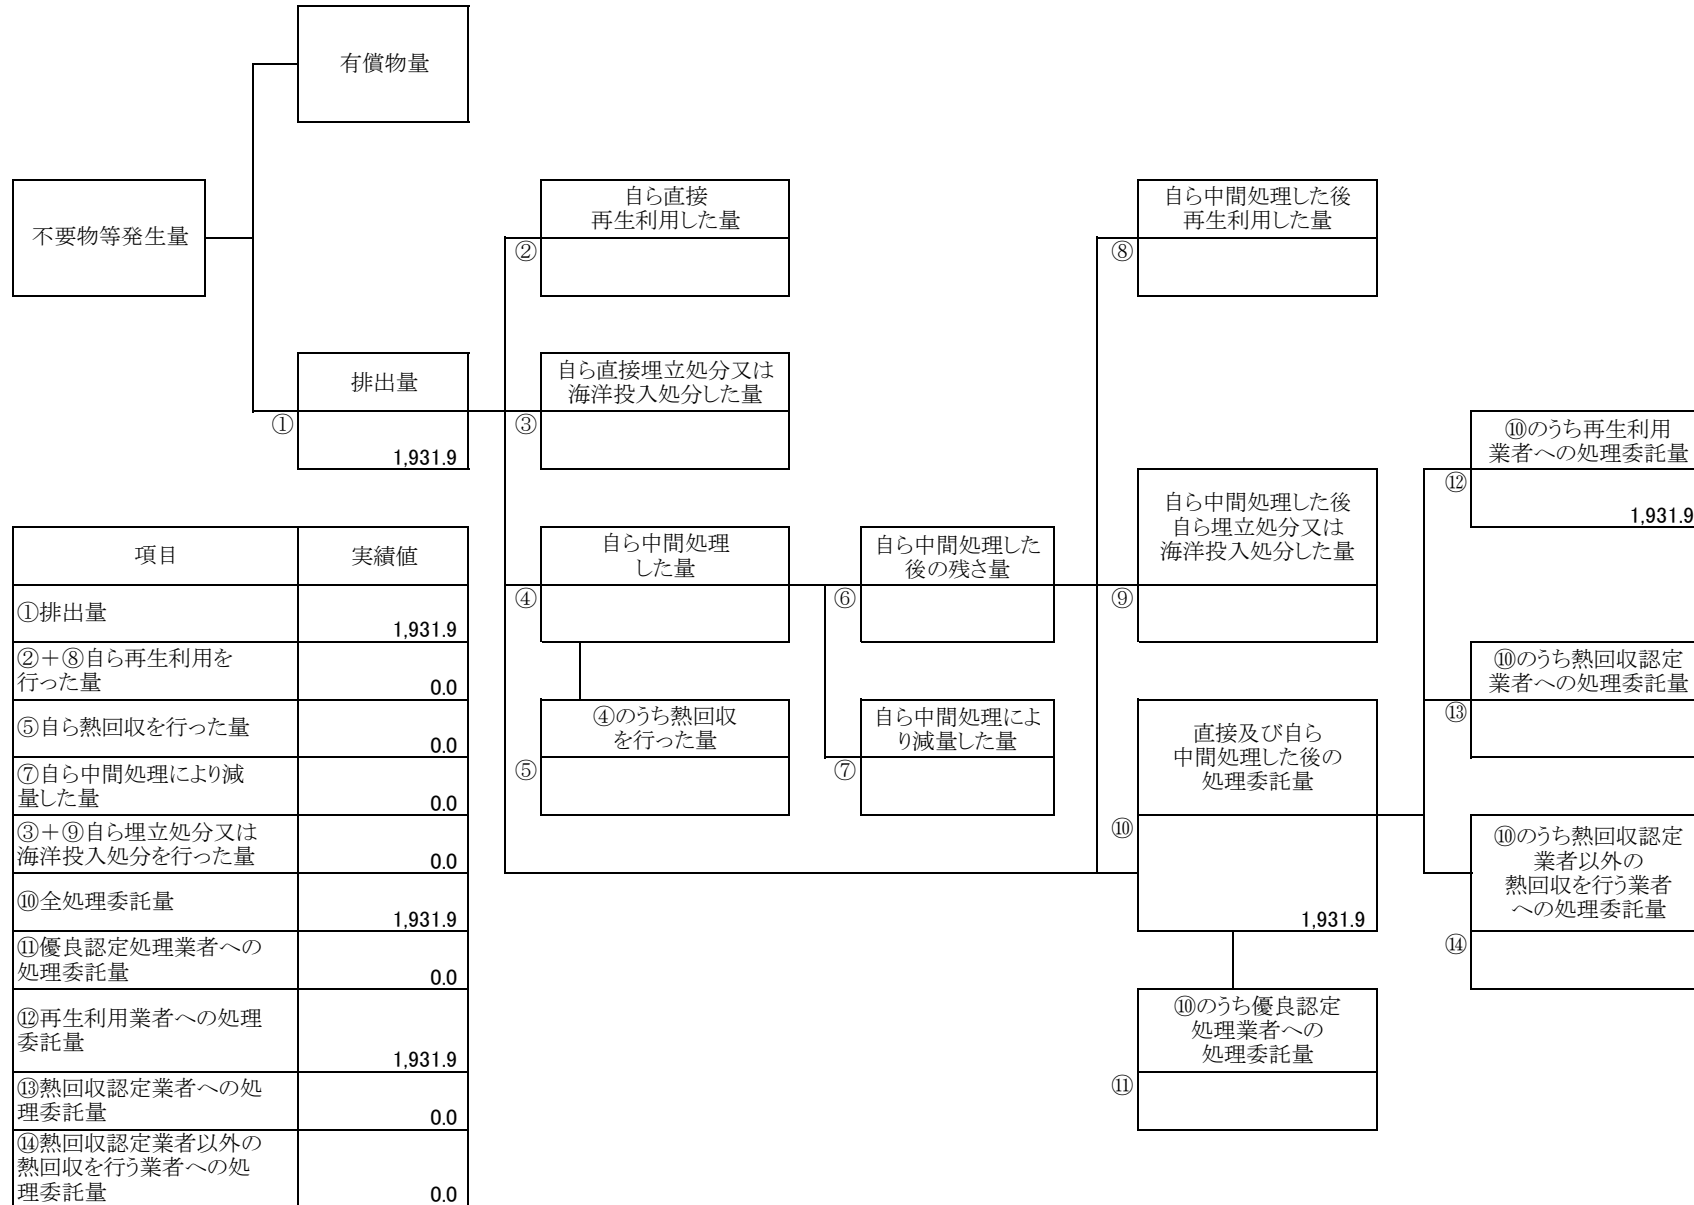 有償物量
不要物等発生量
自ら直接
再生利用した量
②
自ら中間処理した後
再生利用した量
⑧
排出量
①
1,931.9
自ら直接埋立処分又は
海洋投入処分した量
③
⑩のうち再生利用
業者への処理委託量
⑫
1,931.9
自ら中間処理
した量
④
自ら中間処理した
後の残さ量
⑥
自ら中間処理した後
自ら埋立処分又は
海洋投入処分した量
⑨
④のうち熱回収
を行った量
⑤
自ら中間処理によ
り減量した量
⑦
直接及び自ら
中間処理した後の
処理委託量
⑩
1,931.9
⑩のうち熱回収認定
業者への処理委託量
⑬
⑩のうち熱回収認定
業者以外の
熱回収を行う業者
への処理委託量
⑭
⑩のうち優良認定
処理業者への
処理委託量
⑪
項目 実績値
①排出量 1,931.9
②+⑧自ら再生利用を
行った量 0.0
⑤自ら熱回収を行った量 0.0
⑦自ら中間処理により減
量した量 0.0
③+⑨自ら埋立処分又は
海洋投入処分を行った量 0.0
⑩全処理委託量 1,931.9
⑪優良認定処理業者への
処理委託量 0.0
⑫再生利用業者への処理
委託量 1,931.9
⑬熱回収認定業者への処
理委託量 0.0
⑭熱回収認定業者以外の
熱回収を行う業者への処
理委託量 0.0